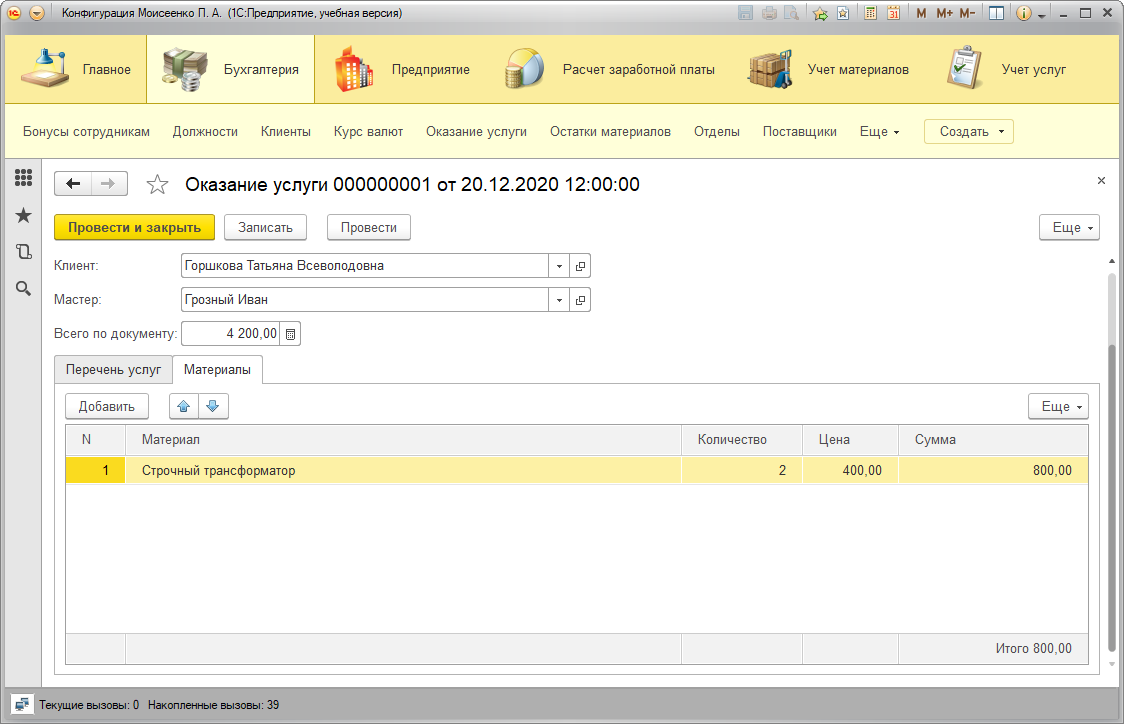 Конфигурация Моисеенко П. А. (1С:Предприятие, учебная версия)
M M+ M-
Главное Бухгалтерия Предприятие Расчет заработной платы Учет материалов Учет услуг
Бонусы сотрудникам Должности Клиенты Курс валют Оказание услуги Остатки материалов Отделы Поставщики Еще Создать
Оказание услуги 000000001 от 20.12.2020 12:00:00
Провести и закрыть Записать Провести Еще
Клиент: Горшкова Татьяна Всеволодовна
Мастер: Грозный Иван
Всего по документу: 4 200,00
Перечень услуг Материалы
Добавить Еще
N Материал Количество Цена Сумма
1 Строчный трансформатор 2 400,00 800,00
Итого 800,00
Текущие вызовы: 0 Накопленные вызовы: 39